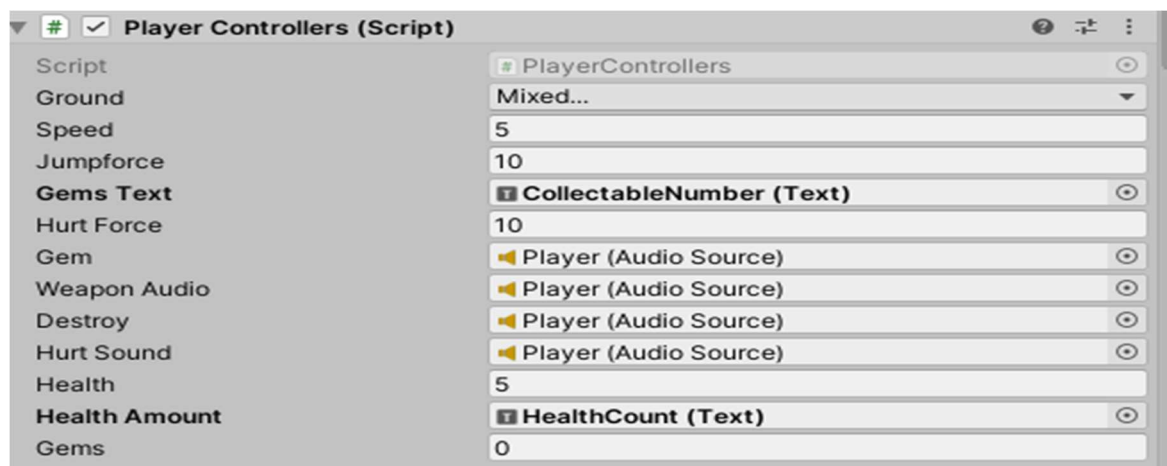 Player Controllers (Script)
Script PlayerControllers
Ground Mixed...
Speed 5
Jumpforce 10
Gems Text CollectableNumber (Text)
Hurt Force 10
Gem Player (Audio Source)
Weapon Audio Player (Audio Source)
Destroy Player (Audio Source)
Hurt Sound Player (Audio Source)
Health 5
Health Amount HealthCount (Text)
Gems 0